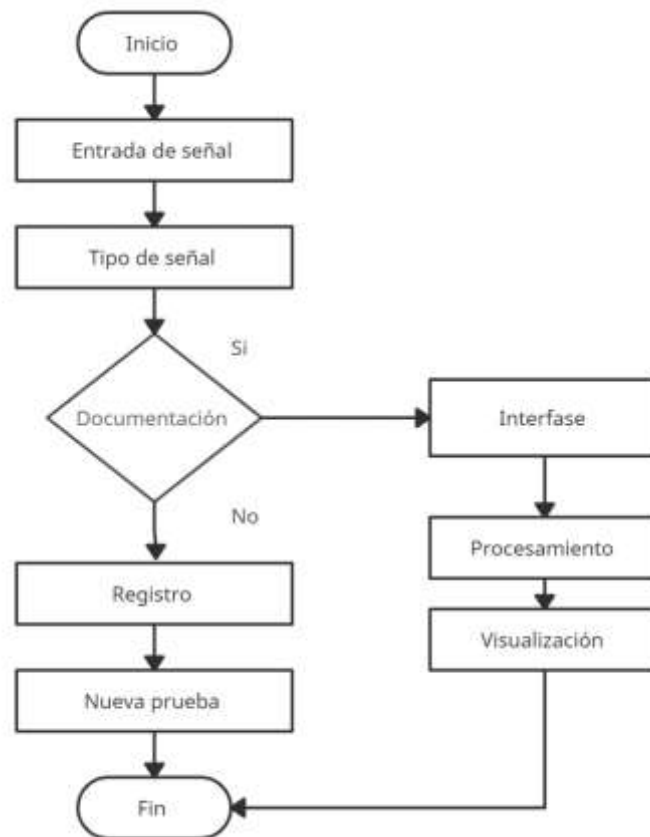 Inicio
Entrada de señal
Tipo de señal
Si
Documentación
Interfase
No
Procesamiento
Registro
Visualización
Nueva prueba
Fin